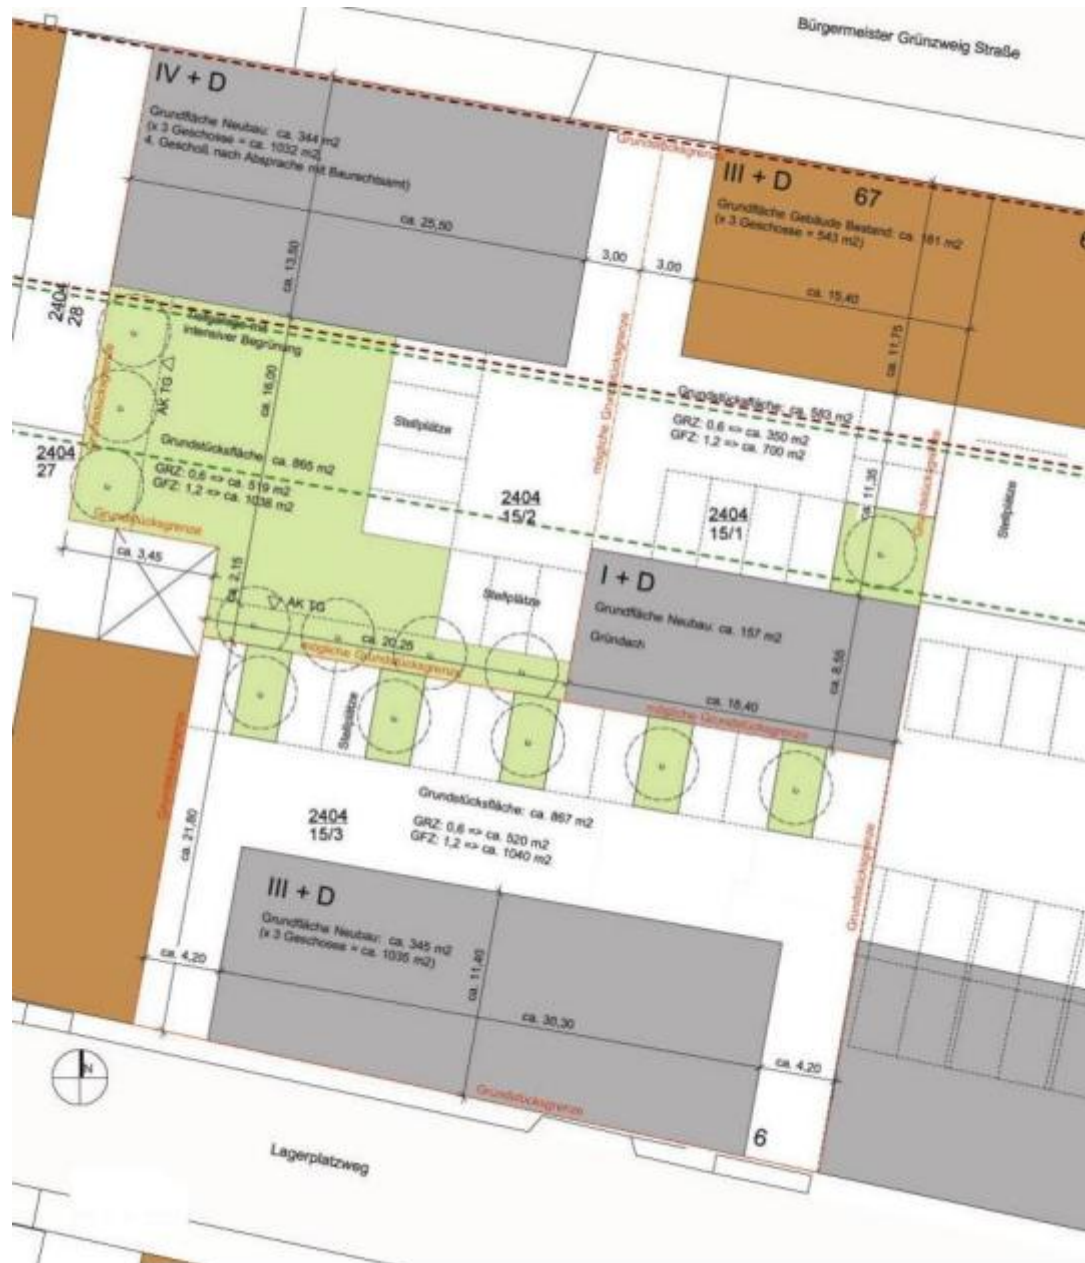 Bürgermeister Grünzweig Straße
IV + D
Grundfläche Neubau: ca. 344 m2
(x 3 Geschosse = ca. 1032 m2
4. Geschoß nach Absprache mit Baurechtsamt)
ca. 25,50
ca. 13,50
3,00
3,00
Grundstücksgrenze
III + D
67
Grundfläche Gebäude Bestand: ca. 181 m2
(x 3 Geschosse = 543 m2)
ca. 15,40
ca. 11,75
6
2404
28
intensiver Begrünung
AK TG
ca. 16,00
Grundstücksgrenze
Stellplätze
mögliche Grundstücksgrenze
Grundstücksfläche: ca. 583 m2
GRZ: 0,6 => ca. 350 m2
GFZ: 1,2 => ca. 700 m2
Grundstücksfläche: ca. 865 m2
GRZ: 0,6 => ca. 519 m2
GFZ: 1,2 => ca. 1038 m2
2404
27
2404
15/2
2404
15/1
ca. 11,35
Grundstücksgrenze
Stellplätze
Grundstücksgrenze
ca. 3,45
ca. 2,15
AK TG
ca. 20,25
mögliche Grundstücksgrenze
Stellplätze
I + D
Grundfläche Neubau: ca. 157 m2
Gründach
ca. 8,55
ca. 18,40
mögliche Grundstücksgrenze
Stellplätze
Grundstücksgrenze
ca. 21,80
2404
15/3
Grundstücksfläche: ca. 867 m2
GRZ: 0,6 => ca. 520 m2
GFZ: 1,2 => ca. 1040 m2
Grundstücksgrenze
III + D
Grundfläche Neubau: ca. 345 m2
(x 3 Geschosse = ca. 1035 m2)
ca. 11,40
ca. 4,20
ca. 30,30
ca. 4,20
Grundstücksgrenze
6
N
Lagerplatzweg